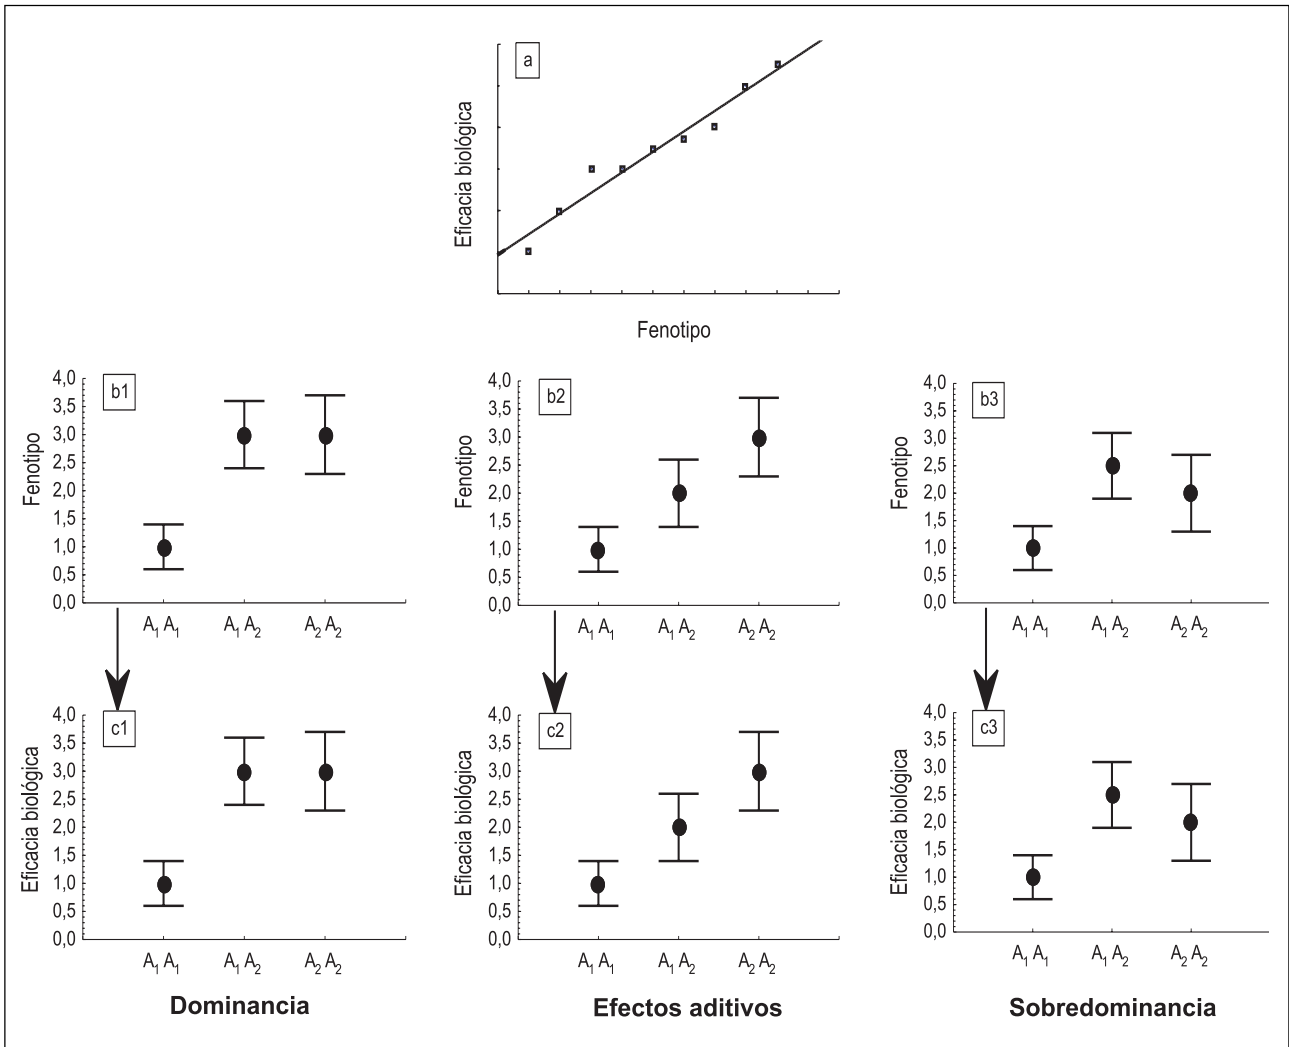 a
Eficacia biológica
Fenotipo
b1
Fenotipo
4,0
3,5
3,0
2,5
2,0
1,5
1,0
0,5
0,0
A₁ A₁ A₁ A₂ A₂ A₂
b2
Fenotipo
4,0
3,5
3,0
2,5
2,0
1,5
1,0
0,5
0,0
A₁ A₁ A₁ A₂ A₂ A₂
b3
Fenotipo
4,0
3,5
3,0
2,5
2,0
1,5
1,0
0,5
0,0
A₁ A₁ A₁ A₂ A₂ A₂
c1
Eficacia biológica
4,0
3,5
3,0
2,5
2,0
1,5
1,0
0,5
0,0
A₁ A₁ A₁ A₂ A₂ A₂
Dominancia
c2
Eficacia biológica
4,0
3,5
3,0
2,5
2,0
1,5
1,0
0,5
0,0
A₁ A₁ A₁ A₂ A₂ A₂
Efectos aditivos
c3
Eficacia biológica
4,0
3,5
3,0
2,5
2,0
1,5
1,0
0,5
0,0
A₁ A₁ A₁ A₂ A₂ A₂
Sobredominancia